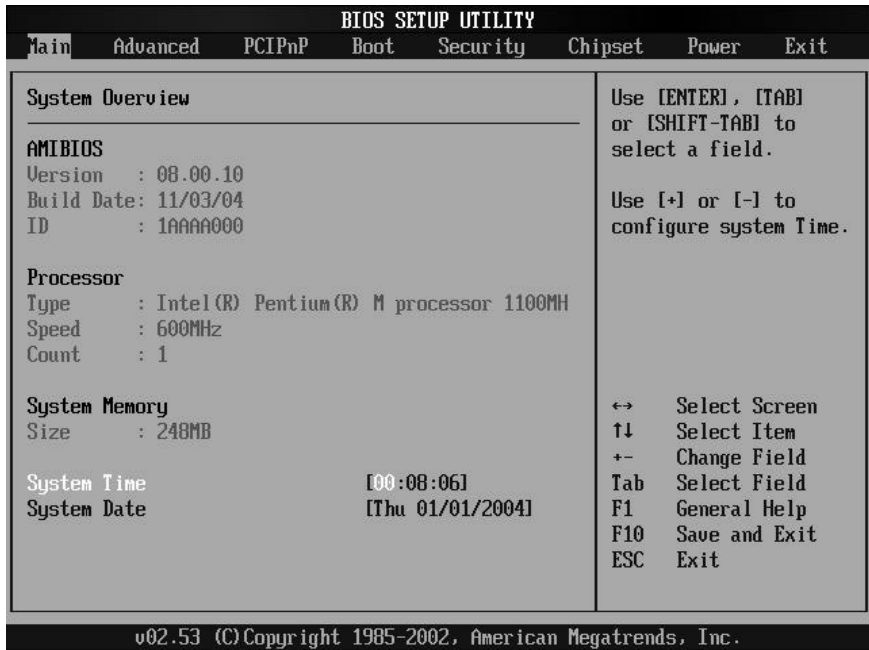 BIOS SETUP UTILITY
Main Advanced PCIPnP Boot Security Chipset Power Exit
System Overview
AMIBIOS
Version : 08.00.10
Build Date: 11/03/04
ID : 1AAAA000
Processor
Type : Intel(R) Pentium(R) M processor 1100MH
Speed : 600MHz
Count : 1
System Memory
Size : 248MB
System Time [00:08:06]
System Date [Thu 01/01/2004]
Use [ENTER], [TAB]
or [SHIFT-TAB] to
select a field.
Use [+] or [-] to
configure system Time.
↔ Select Screen
↑↓ Select Item
+- Change Field
Tab Select Field
F1 General Help
F10 Save and Exit
ESC Exit
v02.53 (C)Copyright 1985-2002, American Megatrends, Inc.